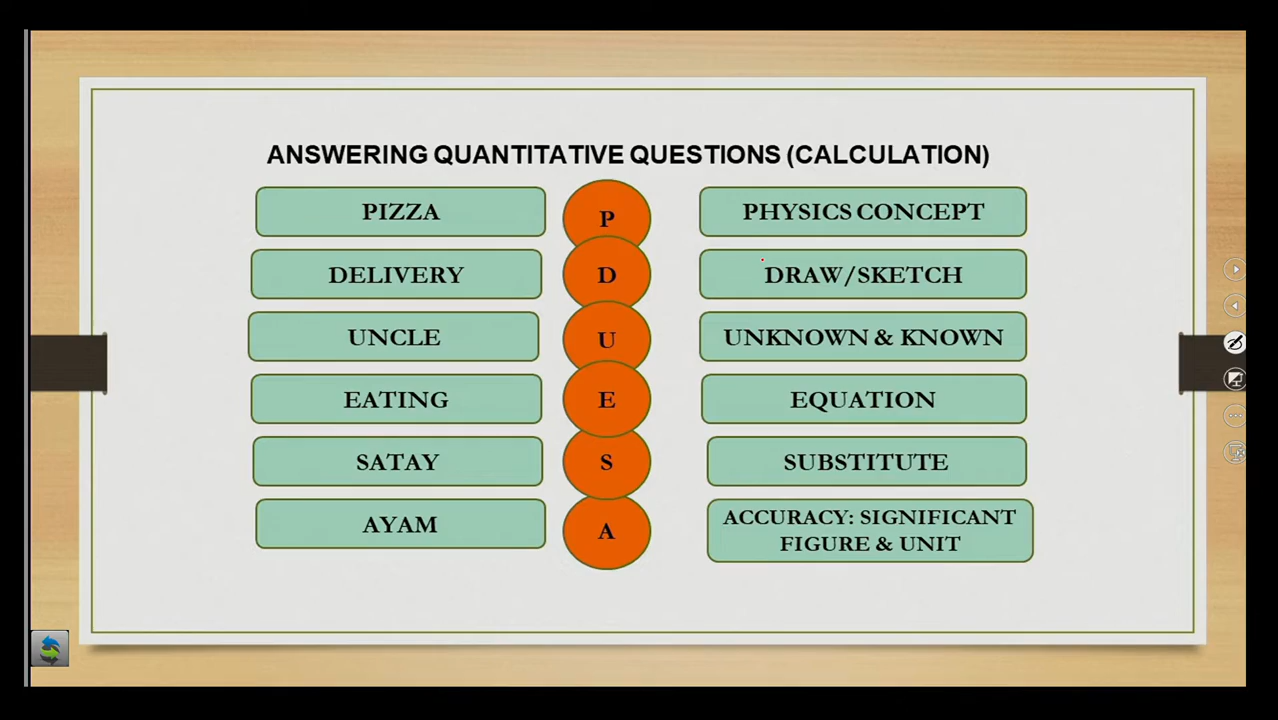 ANSWERING QUANTITATIVE QUESTIONS (CALCULATION)
PIZZA
P
PHYSICS CONCEPT
DELIVERY
D
DRAW/SKETCH
UNCLE
U
UNKNOWN & KNOWN
EATING
E
EQUATION
SATAY
S
SUBSTITUTE
AYAM
A
ACCURACY: SIGNIFICANT
FIGURE & UNIT